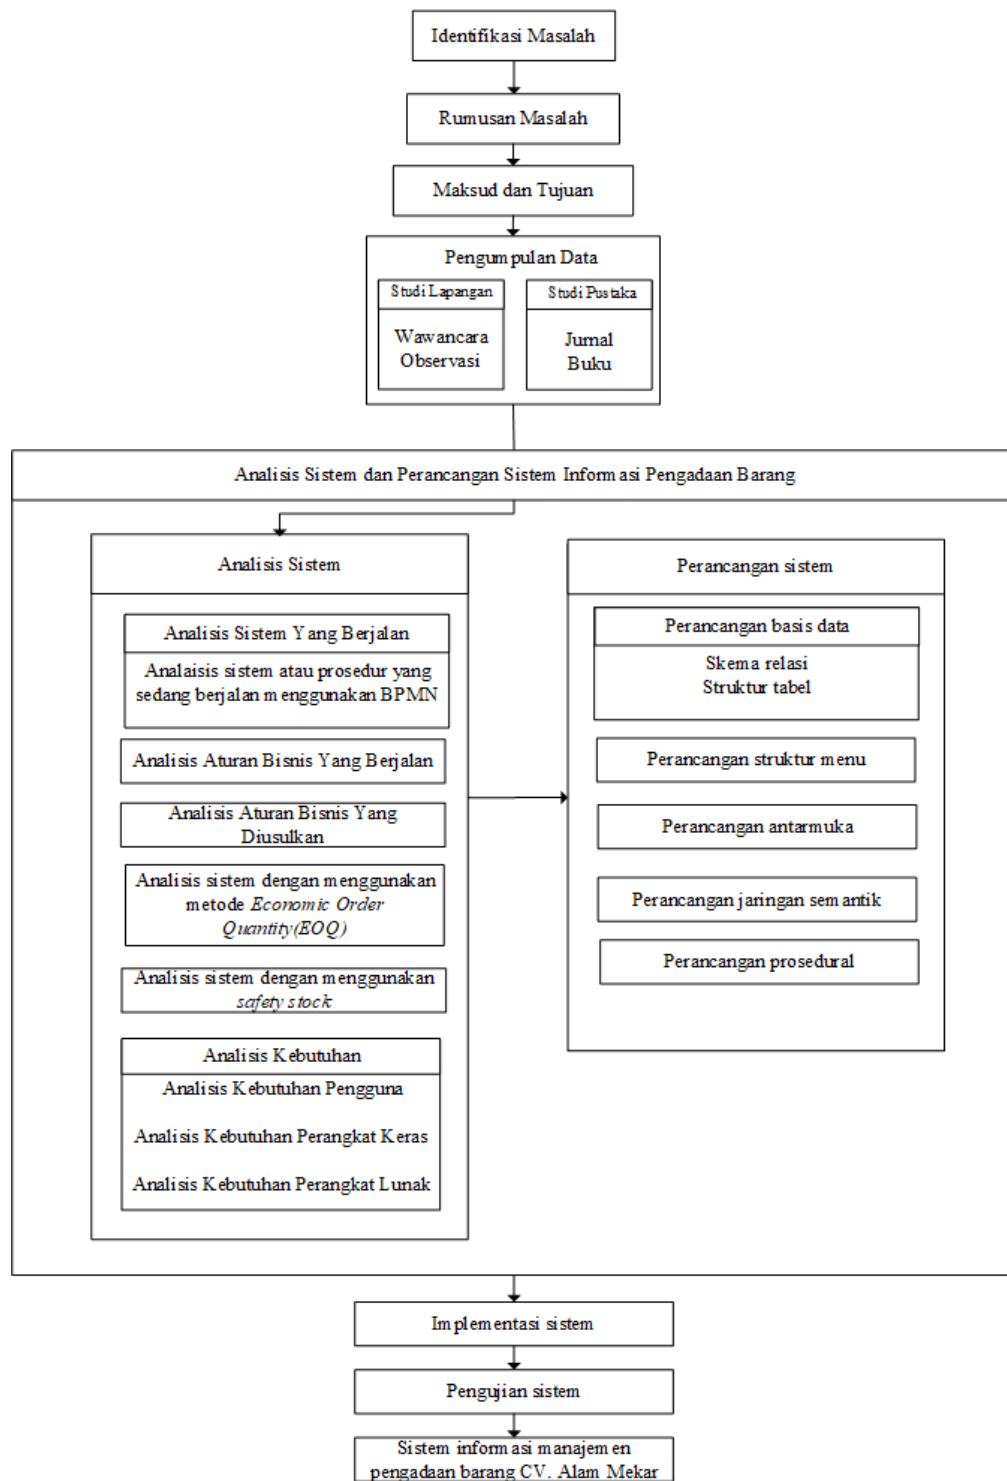 Identifikasi Masalah
Rumusan Masalah
Maksud dan Tujuan
Pengumpulan Data
Studi Lapangan
Wawancara
Observasi
Studi Pustaka
Jurnal
Buku
Analisis Sistem dan Perancangan Sistem Informasi Pengadaan Barang
Analisis Sistem
Analisis Sistem Yang Berjalan
Analaisis sistem atau prosedur yang
sedang berjalan menggunakan BPMN
Analisis Aturan Bisnis Yang Berjalan
Analisis Aturan Bisnis Yang
Diusulkan
Analisis sistem dengan menggunakan
metode Economic Order
Quantity(EOQ)
Analisis sistem dengan menggunakan
safety stock
Analisis Kebutuhan
Analisis Kebutuhan Pengguna
Analisis Kebutuhan Perangkat Keras
Analisis Kebutuhan Perangkat Lunak
Perancangan sistem
Perancangan basis data
Skema relasi
Struktur tabel
Perancangan struktur menu
Perancangan antarmuka
Perancangan jaringan semantik
Perancangan prosedural
Implementasi sistem
Pengujian sistem
Sistem informasi manajemen
pengadaan barang CV. Alam Mekar